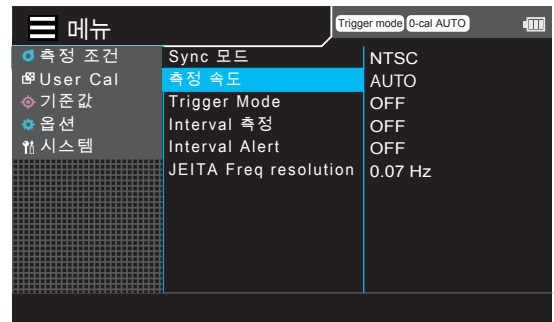 메뉴
Trigger mode 0-cal AUTO
측정 조건
User Cal
기준값
옵션
시스템
Sync 모드 NTSC
측정 속도 AUTO
Trigger Mode OFF
Interval 측정 OFF
Interval Alert OFF
JEITA Freq resolution 0.07 Hz